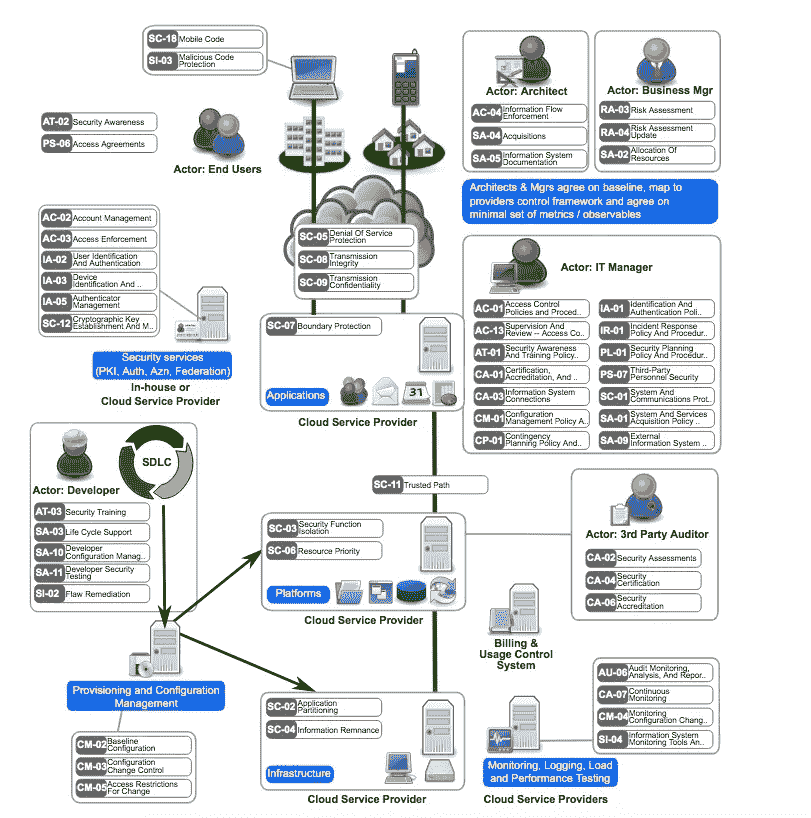 SC-18 Mobile Code
SI-03 Malicious Code
Protection
AT-02 Security Awareness
PS-06 Access Agreements
Actor: End Users
Actor: Architect
AC-04 Information Flow
Enforcement
SA-04 Acquisitions
SA-05 Information System
Documentation
Actor: Business Mgr
RA-03 Risk Assessment
RA-04 Risk Assessment
Update
SA-02 Allocation Of
Resources
Architects & Mgrs agree on baseline, map to
providers control framework and agree on
minimal set of metrics / observables
AC-02 Account Management
AC-03 Access Enforcement
IA-02 User Identification
And Authentication
IA-03 Device
Identification And ..
IA-05 Authenticator
Management
SC-12 Cryptographic Key
Establishment And M..
Security services
(PKI, Auth, Azn, Federation)
In-house or
Cloud Service Provider
SC-05 Denial Of Service
Protection
SC-08 Transmission
Integrity
SC-09 Transmission
Confidentiality
SC-07 Boundary Protection
Applications
31
Cloud Service Provider
Actor: IT Manager
AC-01 Access Control
Policies and Proced..
AC-13 Supervision And
Review -- Access Co..
AT-01 Security Awareness
And Training Policy..
CA-01 Certification,
Accreditation, And ..
CA-03 Information System
Connections
CM-01 Configuration
Management Policy A..
CP-01 Contingency
Planning Policy And..
IA-01 Identification And
Authentication Poli..
IR-01 Incident Response
Policy And Procedur..
PL-01 Security Planning
Policy And Procedur..
PS-07 Third-Party
Personnel Security
SC-01 System And
Communications Prot..
SA-01 System And Services
Acquisition Policy ..
SA-09 External
Information System ..
SDLC
Actor: Developer
AT-03 Security Training
SA-03 Life Cycle Support
SA-10 Developer
Configuration Manag..
SA-11 Developer Security
Testing
SI-02 Flaw Remediation
SC-11 Trusted Path
SC-03 Security Function
Isolation
SC-06 Resource Priority
Platforms
Cloud Service Provider
Actor: 3rd Party Auditor
CA-02 Security Assessments
CA-04 Security
Certification
CA-06 Security
Accreditation
Billing &
Usage Control
System
Provisioning and Configuration
Management
CM-02 Baseline
Configuration
CM-03 Configuration
Change Control
CM-05 Access Restrictions
For Change
SC-02 Application
Partitioning
SC-04 Information Remnance
Infrastructure
Cloud Service Provider
AU-06 Audit Monitoring,
Analysis, And Repor..
CA-07 Continuous
Monitoring
CM-04 Monitoring
Configuration Chang..
SI-04 Information System
Monitoring Tools An..
Monitoring, Logging, Load
and Performance Testing
Cloud Service Providers